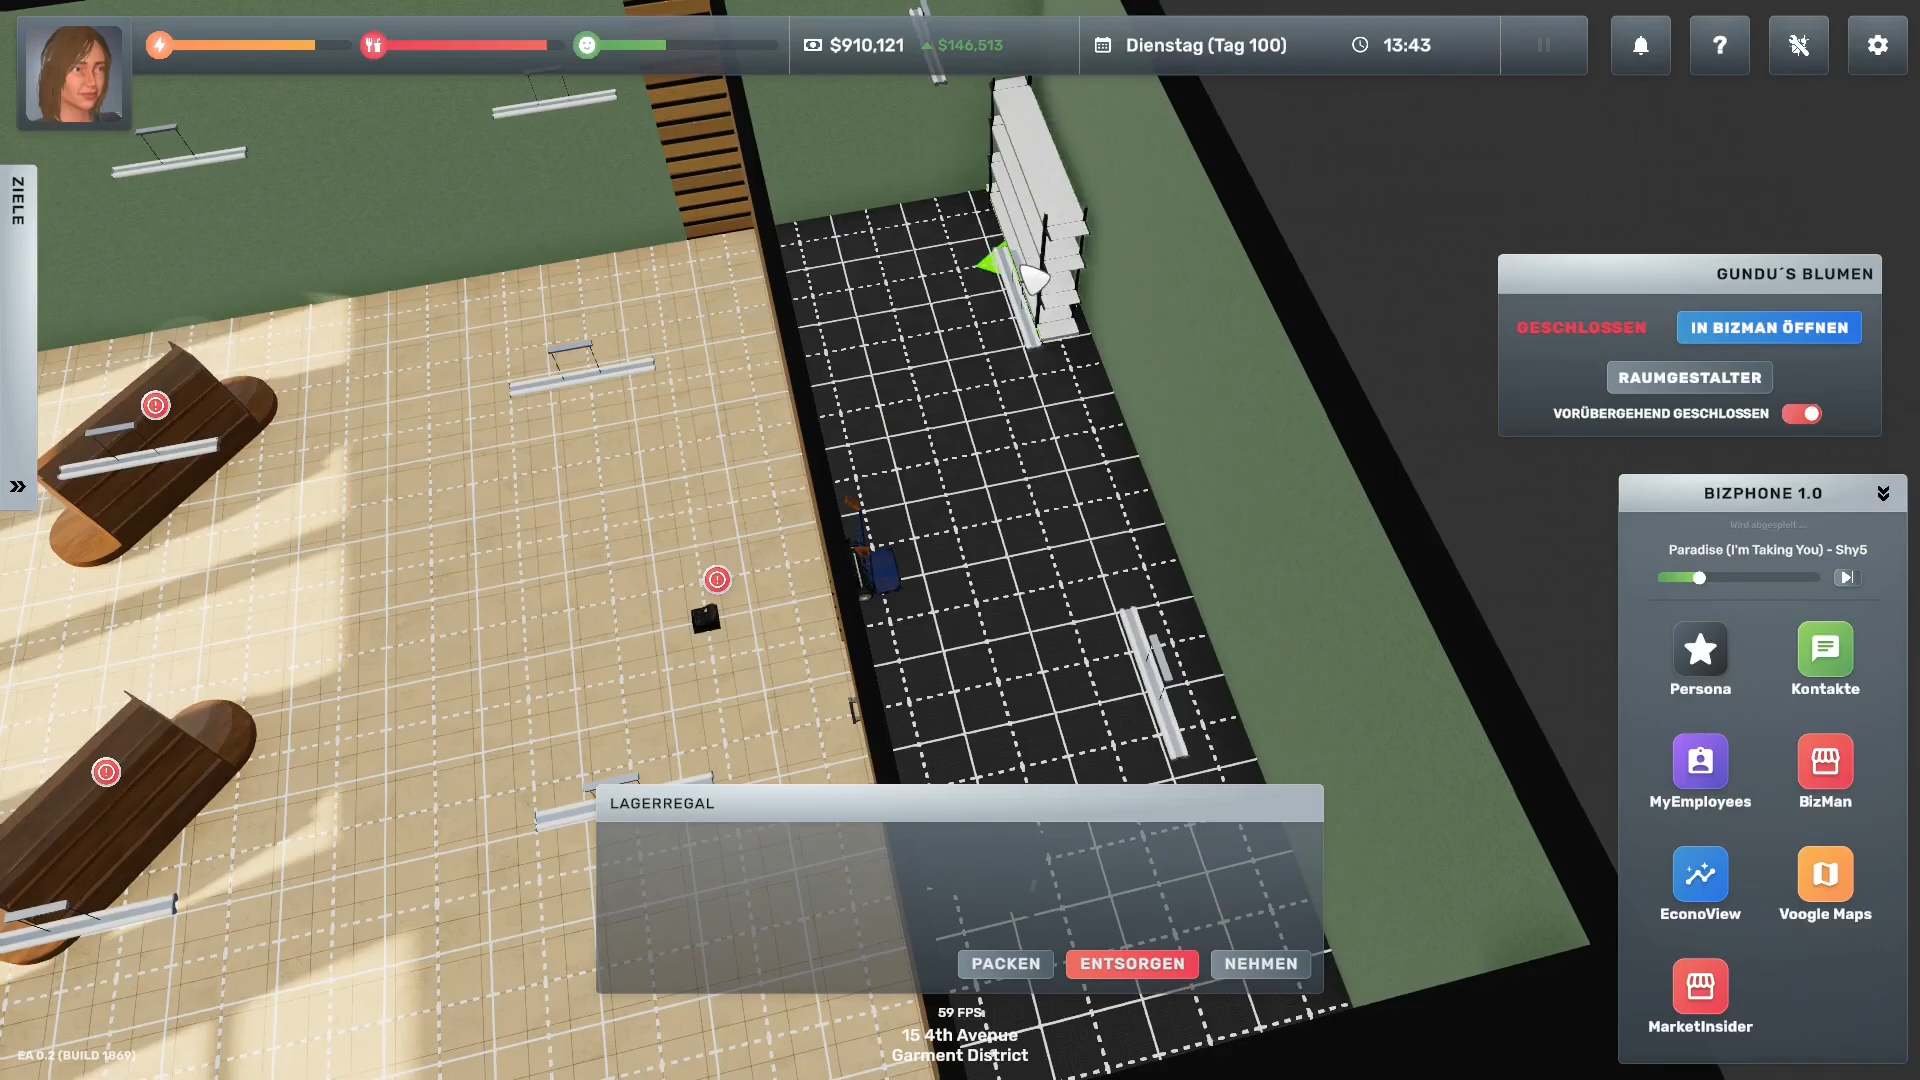 $910,121
$146,513
Dienstag (Tag 100)
13:43
ZIELE
GUNDU´S BLUMEN
GESCHLOSSEN
IN BIZMAN ÖFFNEN
RAUMGESTALTER
VORÜBERGEHEND GESCHLOSSEN
BIZPHONE 1.0
Wird abgespielt ...
Paradise (I'm Taking You) - Shy5
Persona
Kontakte
MyEmployees
BizMan
EconoView
Voogle Maps
MarketInsider
LAGERREGAL
PACKEN
ENTSORGEN
NEHMEN
59 FPS
15 4th Avenue
Garment District
EA 0.2 (BUILD 1869)